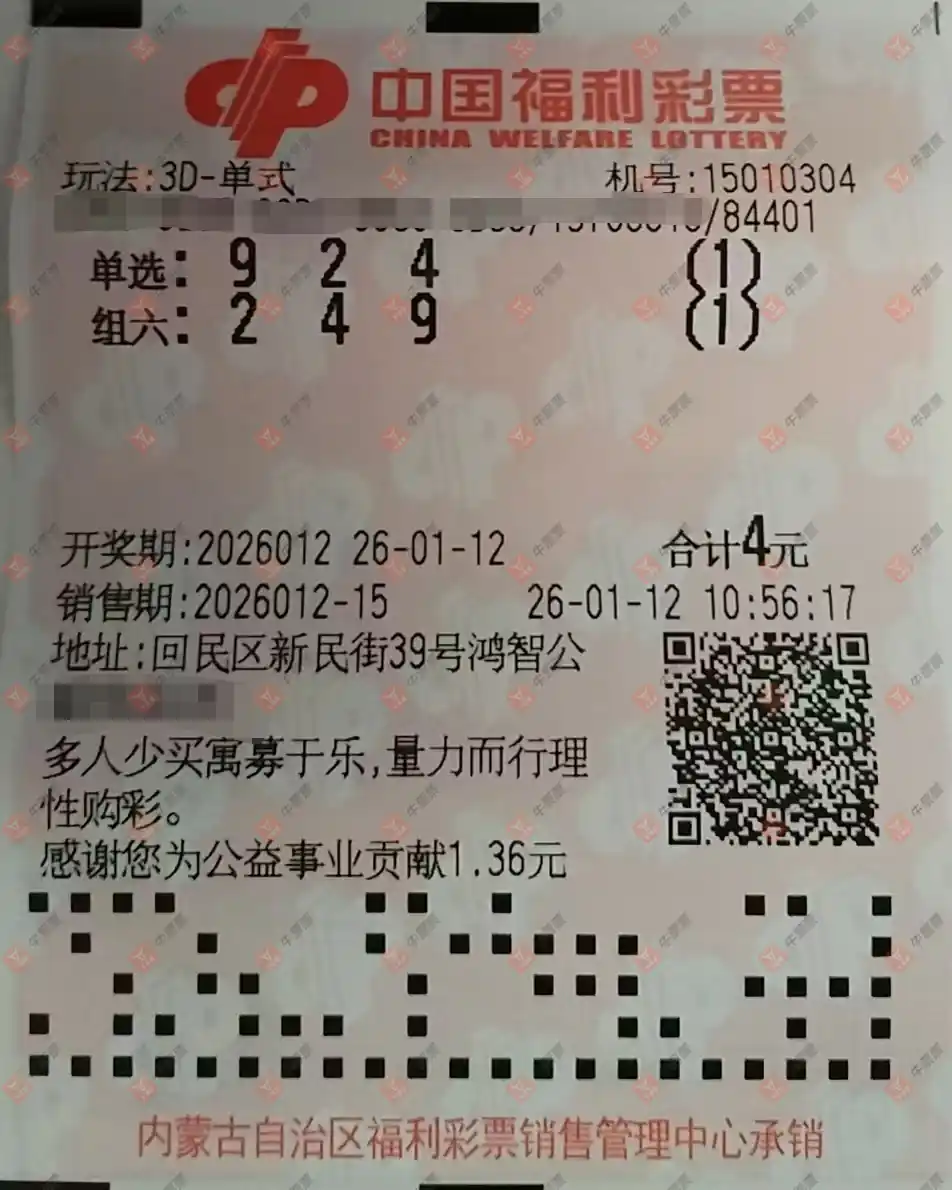 中国福利彩票
CHINA WELFARE LOTTERY
玩法:3D-单式 机号:15010304
/84401
单选: 9 2 4 (1)
组六: 2 4 9 (1)
开奖期:2026012 26-01-12 合计4元
销售期:2026012-15 26-01-12 10:56:17
地址:回民区新民街39号鸿智公
多人少买寓募于乐,量力而行理
性购彩。
感谢您为公益事业贡献1.36元
内蒙古自治区福利彩票销售管理中心承销